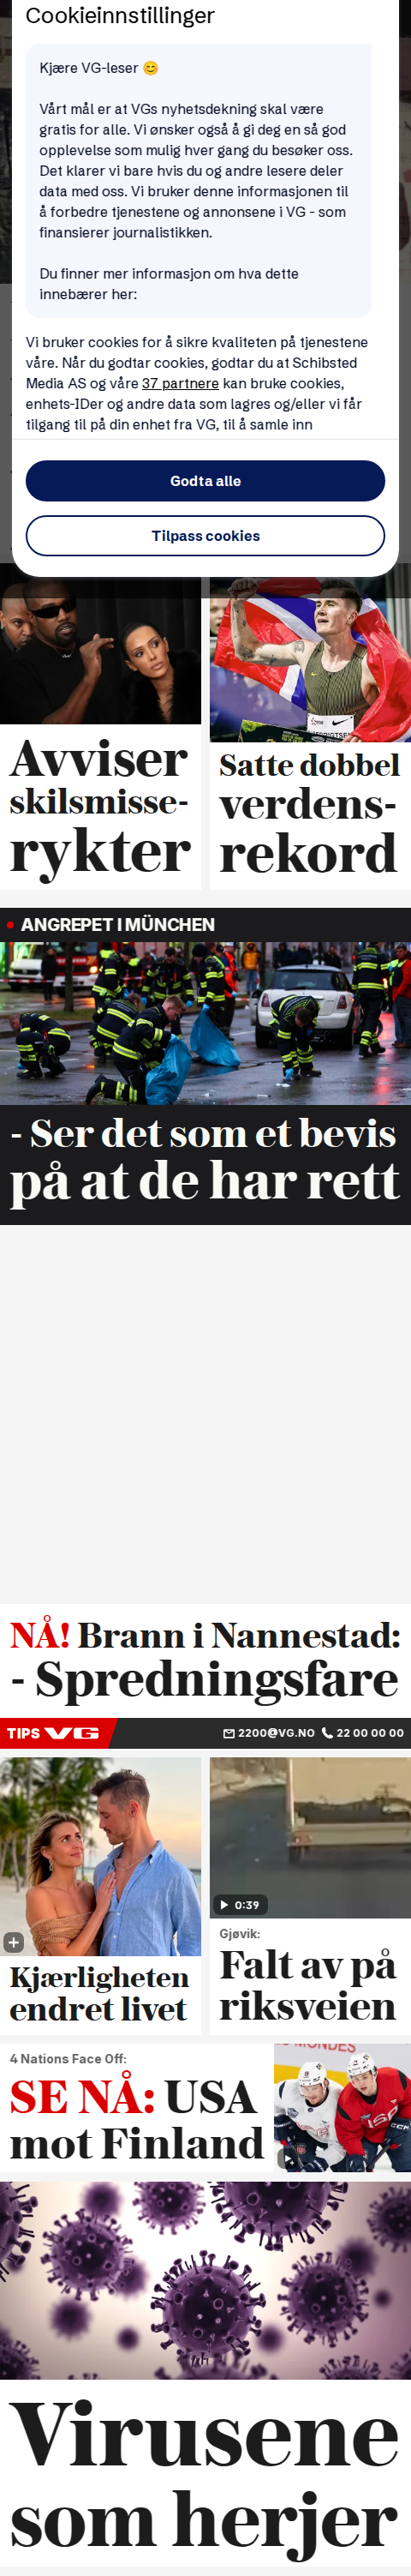 Cookieinnstillinger
Kjære VG-leser 😊
Vårt mål er at VGs nyhetsdekning skal være
gratis for alle. Vi ønsker også å gi deg en så god
opplevelse som mulig hver gang du besøker oss.
Det klarer vi bare hvis du og andre lesere deler
data med oss. Vi bruker denne informasjonen til
å forbedre tjenestene og annonsene i VG - som
finansierer journalistikken.
Du finner mer informasjon om hva dette
innebærer her:
Vi bruker cookies for å sikre kvaliteten på tjenestene
våre. Når du godtar cookies, godtar du at Schibsted
Media AS og våre 37 partnere kan bruke cookies,
enhets-IDer og andre data som lagres og/eller vi får
tilgang til på din enhet fra VG, til å samle inn
Godta alle
Tilpass cookies
Avviser
skilsmisse-
rykter
Satte dobbel
verdens-
rekord
ANGREPET I MÜNCHEN
- Ser det som et bevis
på at de har rett
NÅ! Brann i Nannestad:
- Spredningsfare
TIPS VG
2200@VG.NO 22 00 00 00
Kjærligheten
endret livet
0:39
Gjøvik:
Falt av på
riksveien
4 Nations Face Off:
SE NÅ: USA
mot Finland
Virusene
som herjer